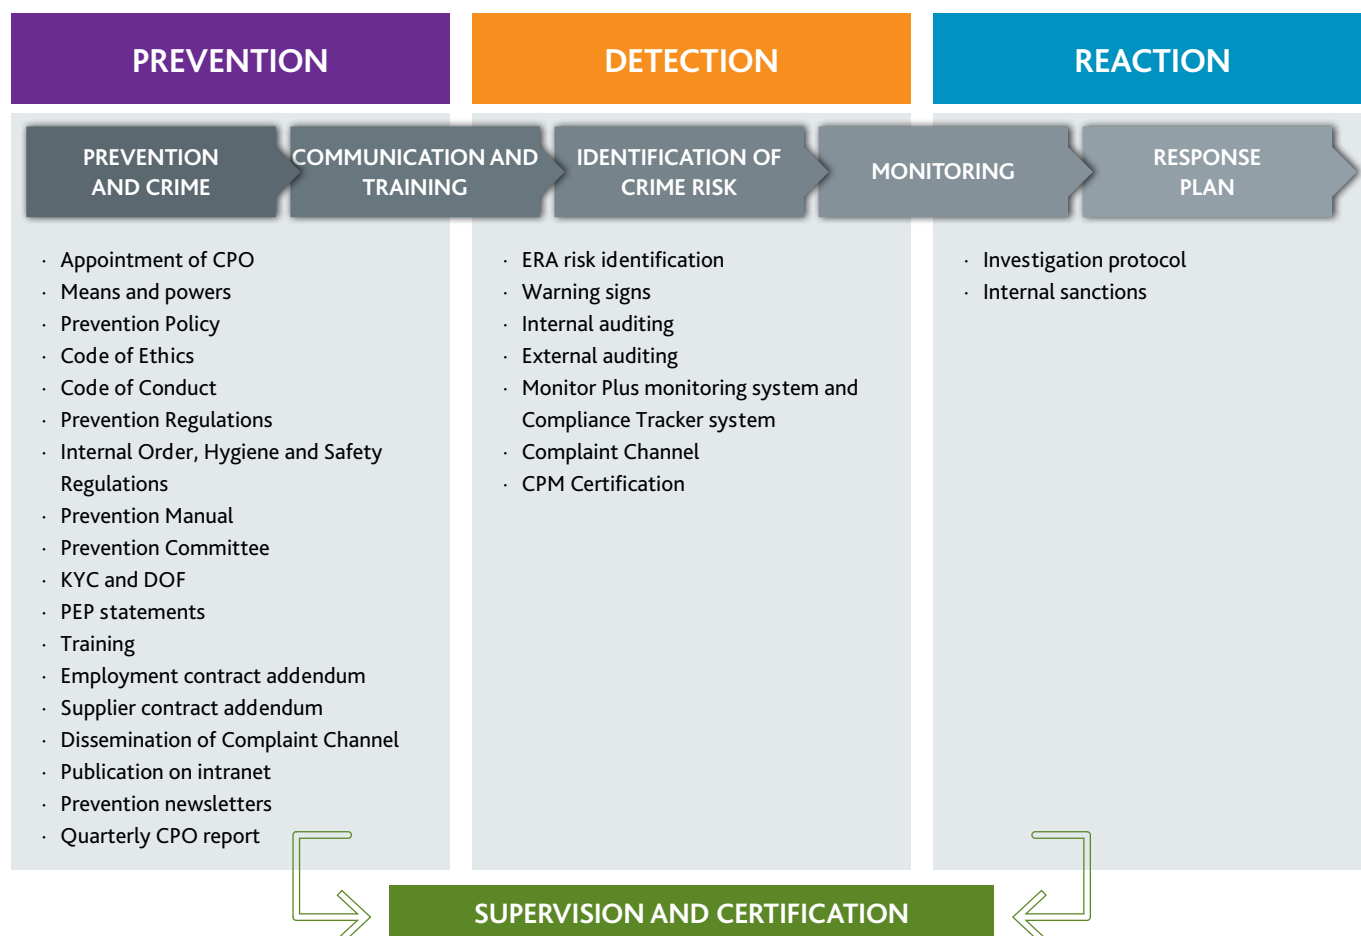 PREVENTION
DETECTION
REACTION
PREVENTION
AND CRIME
COMMUNICATION AND
TRAINING
IDENTIFICATION OF
CRIME RISK
MONITORING
RESPONSE
PLAN
· Appointment of CPO
· Means and powers
· Prevention Policy
· Code of Ethics
· Code of Conduct
· Prevention Regulations
· Internal Order, Hygiene and Safety
Regulations
· Prevention Manual
· Prevention Committee
· KYC and DOF
· PEP statements
· Training
· Employment contract addendum
· Supplier contract addendum
· Dissemination of Complaint Channel
· Publication on intranet
· Prevention newsletters
· Quarterly CPO report
· ERA risk identification
· Warning signs
· Internal auditing
· External auditing
· Monitor Plus monitoring system and
Compliance Tracker system
· Complaint Channel
· CPM Certification
· Investigation protocol
· Internal sanctions
SUPERVISION AND CERTIFICATION